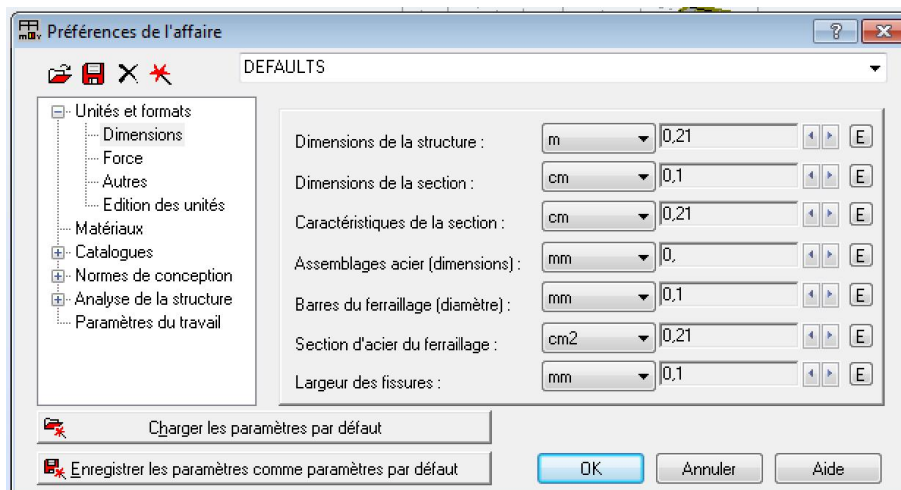 Préférences de l'affaire
DEFAULTS
Unités et formats
Dimensions
Force
Autres
Edition des unités
Matériaux
Catalogues
Normes de conception
Analyse de la structure
Paramètres du travail
Dimensions de la structure : m 0,21 E
Dimensions de la section : cm 0,1 E
Caractéristiques de la section : cm 0,21 E
Assemblages acier (dimensions) : mm 0, E
Barres du ferraillage (diamètre) : mm 0,1 E
Section d'acier du ferraillage : cm2 0,21 E
Largeur des fissures : mm 0,1 E
Charger les paramètres par défaut
Enregistrer les paramètres comme paramètres par défaut
OK Annuler Aide